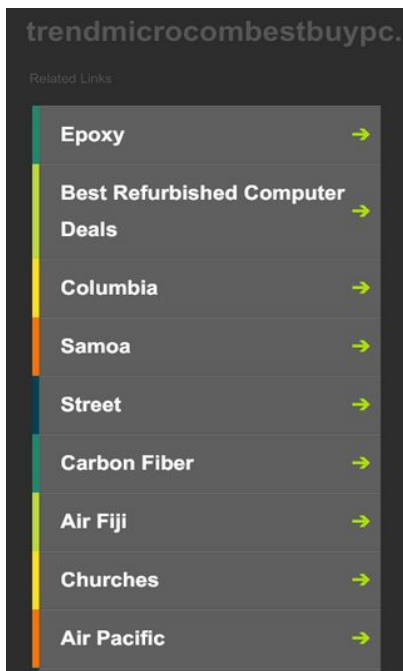 trendmicrocombestbuypc.
Related Links
Epoxy
Best Refurbished Computer
Deals
Columbia
Samoa
Street
Carbon Fiber
Air Fiji
Churches
Air Pacific